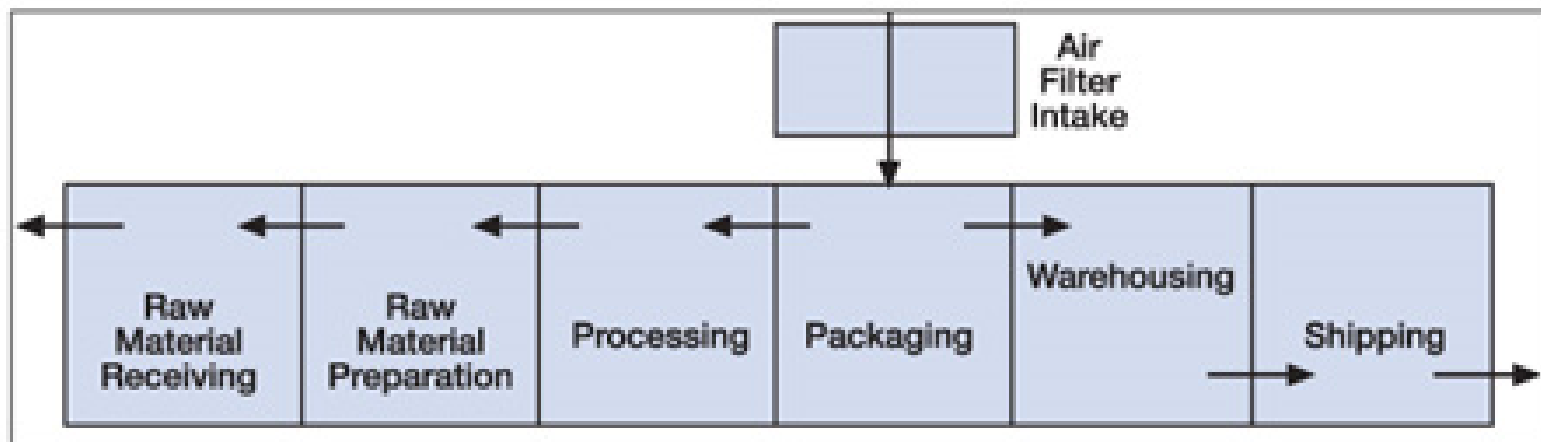 Air
Filter
Intake
Raw
Material
Receiving
Raw
Material
Preparation
Processing
Packaging
Warehousing
Shipping